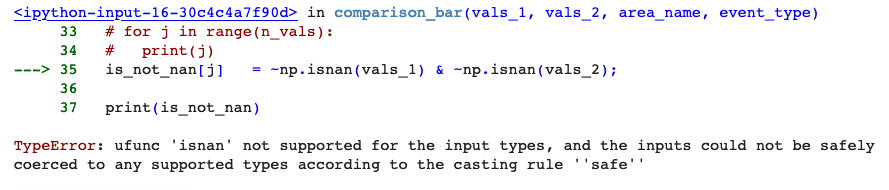 <ipython-input-16-30c4c4a7f90d> in comparison_bar(vals_1, vals_2, area_name, event_type)
33 # for j in range(n_vals):
34 #   print(j)
---> 35 is_not_nan[j]   = ~np.isnan(vals_1) & ~np.isnan(vals_2);
36
37 print(is_not_nan)
TypeError: ufunc 'isnan' not supported for the input types, and the inputs could not be safely
coerced to any supported types according to the casting rule ''safe''